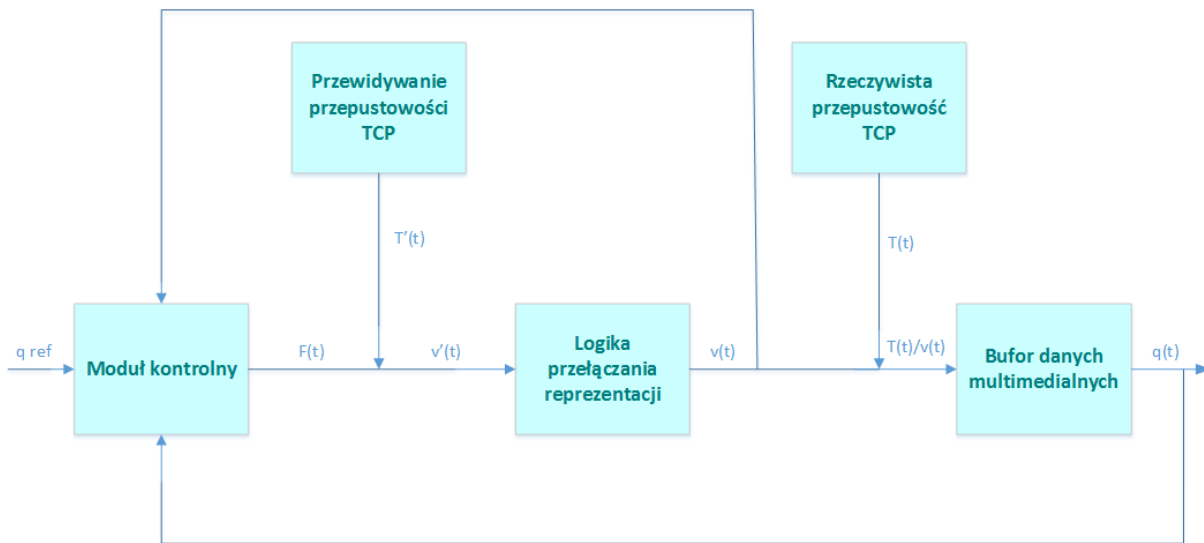 Przewidywanie
przepustowości
TCP
Rzeczywista
przepustowość
TCP
T'(t)
T(t)
q ref
Moduł kontrolny
F(t)
v'(t)
Logika
przełączania
reprezentacji
v(t)
T(t)/v(t)
Bufor danych
multimedialnych
q(t)